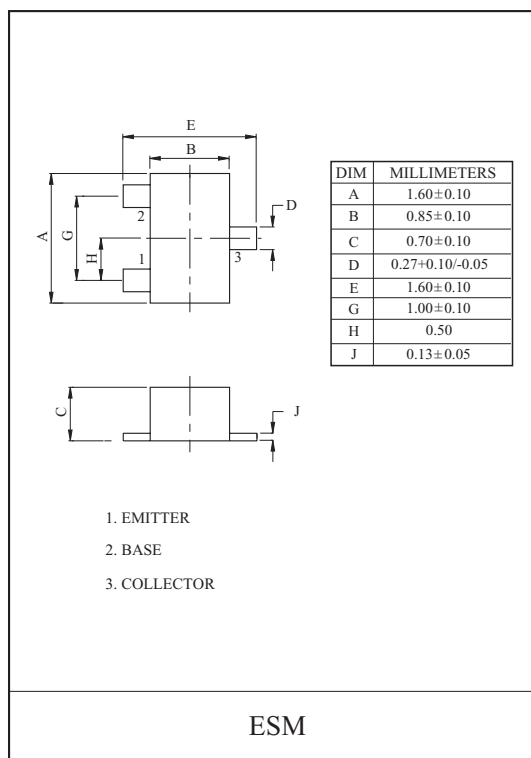 E
B
D
A
G
H
2
1
3
DIM MILLIMETERS
A 1.60±0.10
B 0.85±0.10
C 0.70±0.10
D 0.27+0.10/-0.05
E 1.60±0.10
G 1.00±0.10
H 0.50
J 0.13±0.05
C
J
1. EMITTER
2. BASE
3. COLLECTOR
ESM